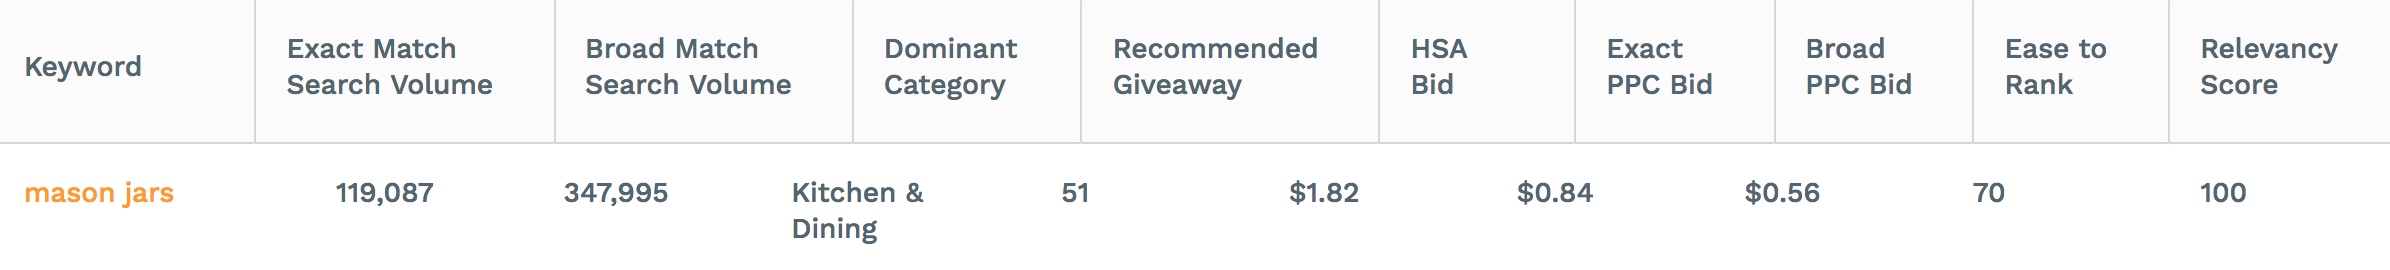 Keyword
Exact Match
Search Volume
Broad Match
Search Volume
Dominant
Category
Recommended
Giveaway
HSA
Bid
Exact
PPC Bid
Broad
PPC Bid
Ease to
Rank
Relevancy
Score
mason jars
119,087
347,995
Kitchen &
Dining
51
$1.82
$0.84
$0.56
70
100